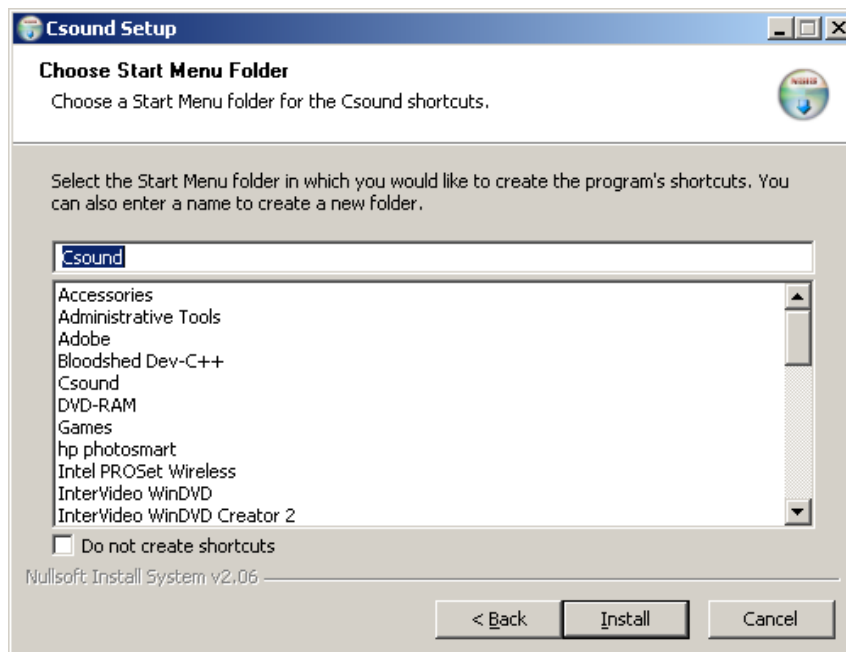 Csound Setup
Choose Start Menu Folder
Choose a Start Menu folder for the Csound shortcuts.
Select the Start Menu folder in which you would like to create the program's shortcuts. You
can also enter a name to create a new folder.
Csound
Accessories
Administrative Tools
Adobe
Bloodshed Dev-C++
Csound
DVD-RAM
Games
hp photosmart
Intel PROSet Wireless
InterVideo WinDVD
InterVideo WinDVD Creator 2
Do not create shortcuts
Nullsoft Install System v2.06
< Back
Install
Cancel